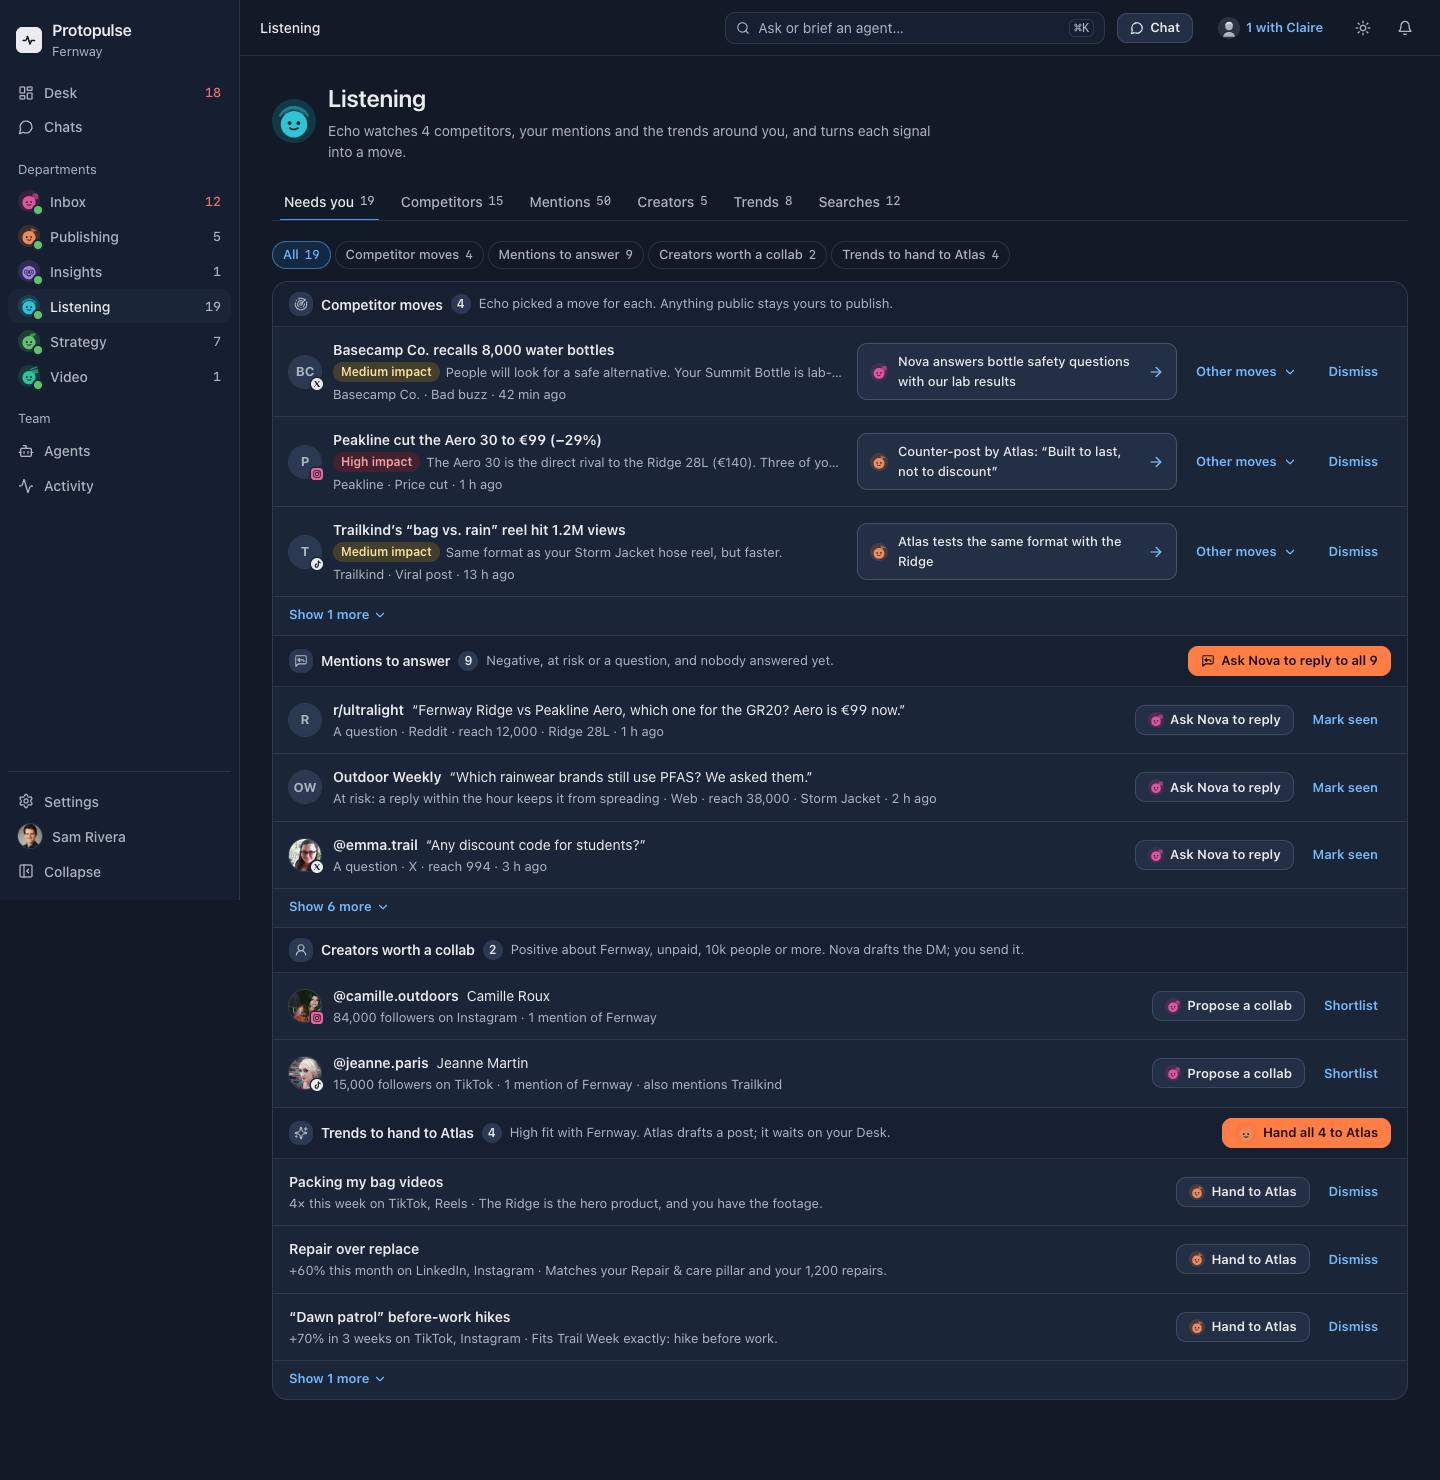 Protopulse
Fernway
Desk 18
Chats
Departments
Inbox 12
Publishing 5
Insights 1
Listening 19
Strategy 7
Video 1
Team
Agents
Activity
Settings
Sam Rivera
Collapse
Listening
Ask or brief an agent… ⌘K
Chat
1 with Claire
Listening
Echo watches 4 competitors, your mentions and the trends around you, and turns each signal
into a move.
Needs you 19 Competitors 15 Mentions 50 Creators 5 Trends 8 Searches 12
All 19 Competitor moves 4 Mentions to answer 9 Creators worth a collab 2 Trends to hand to Atlas 4
Competitor moves 4 Echo picked a move for each. Anything public stays yours to publish.
BC
Basecamp Co. recalls 8,000 water bottles
Medium impact People will look for a safe alternative. Your Summit Bottle is lab-…
Basecamp Co. · Bad buzz · 42 min ago
Nova answers bottle safety questions
with our lab results
Other moves Dismiss
P
Peakline cut the Aero 30 to €99 (−29%)
High impact The Aero 30 is the direct rival to the Ridge 28L (€140). Three of yo…
Peakline · Price cut · 1 h ago
Counter-post by Atlas: “Built to last,
not to discount”
Other moves Dismiss
T
Trailkind’s “bag vs. rain” reel hit 1.2M views
Medium impact Same format as your Storm Jacket hose reel, but faster.
Trailkind · Viral post · 13 h ago
Atlas tests the same format with the
Ridge
Other moves Dismiss
Show 1 more
Mentions to answer 9 Negative, at risk or a question, and nobody answered yet. Ask Nova to reply to all 9
R
r/ultralight “Fernway Ridge vs Peakline Aero, which one for the GR20? Aero is €99 now.”
A question · Reddit · reach 12,000 · Ridge 28L · 1 h ago
Ask Nova to reply Mark seen
OW
Outdoor Weekly “Which rainwear brands still use PFAS? We asked them.”
At risk: a reply within the hour keeps it from spreading · Web · reach 38,000 · Storm Jacket · 2 h ago
Ask Nova to reply Mark seen
@emma.trail “Any discount code for students?”
A question · X · reach 994 · 3 h ago
Ask Nova to reply Mark seen
Show 6 more
Creators worth a collab 2 Positive about Fernway, unpaid, 10k people or more. Nova drafts the DM; you send it.
@camille.outdoors Camille Roux
84,000 followers on Instagram · 1 mention of Fernway
Propose a collab Shortlist
@jeanne.paris Jeanne Martin
15,000 followers on TikTok · 1 mention of Fernway · also mentions Trailkind
Propose a collab Shortlist
Trends to hand to Atlas 4 High fit with Fernway. Atlas drafts a post; it waits on your Desk. Hand all 4 to Atlas
Packing my bag videos
4× this week on TikTok, Reels · The Ridge is the hero product, and you have the footage.
Hand to Atlas Dismiss
Repair over replace
+60% this month on LinkedIn, Instagram · Matches your Repair & care pillar and your 1,200 repairs.
Hand to Atlas Dismiss
“Dawn patrol” before-work hikes
+70% in 3 weeks on TikTok, Instagram · Fits Trail Week exactly: hike before work.
Hand to Atlas Dismiss
Show 1 more